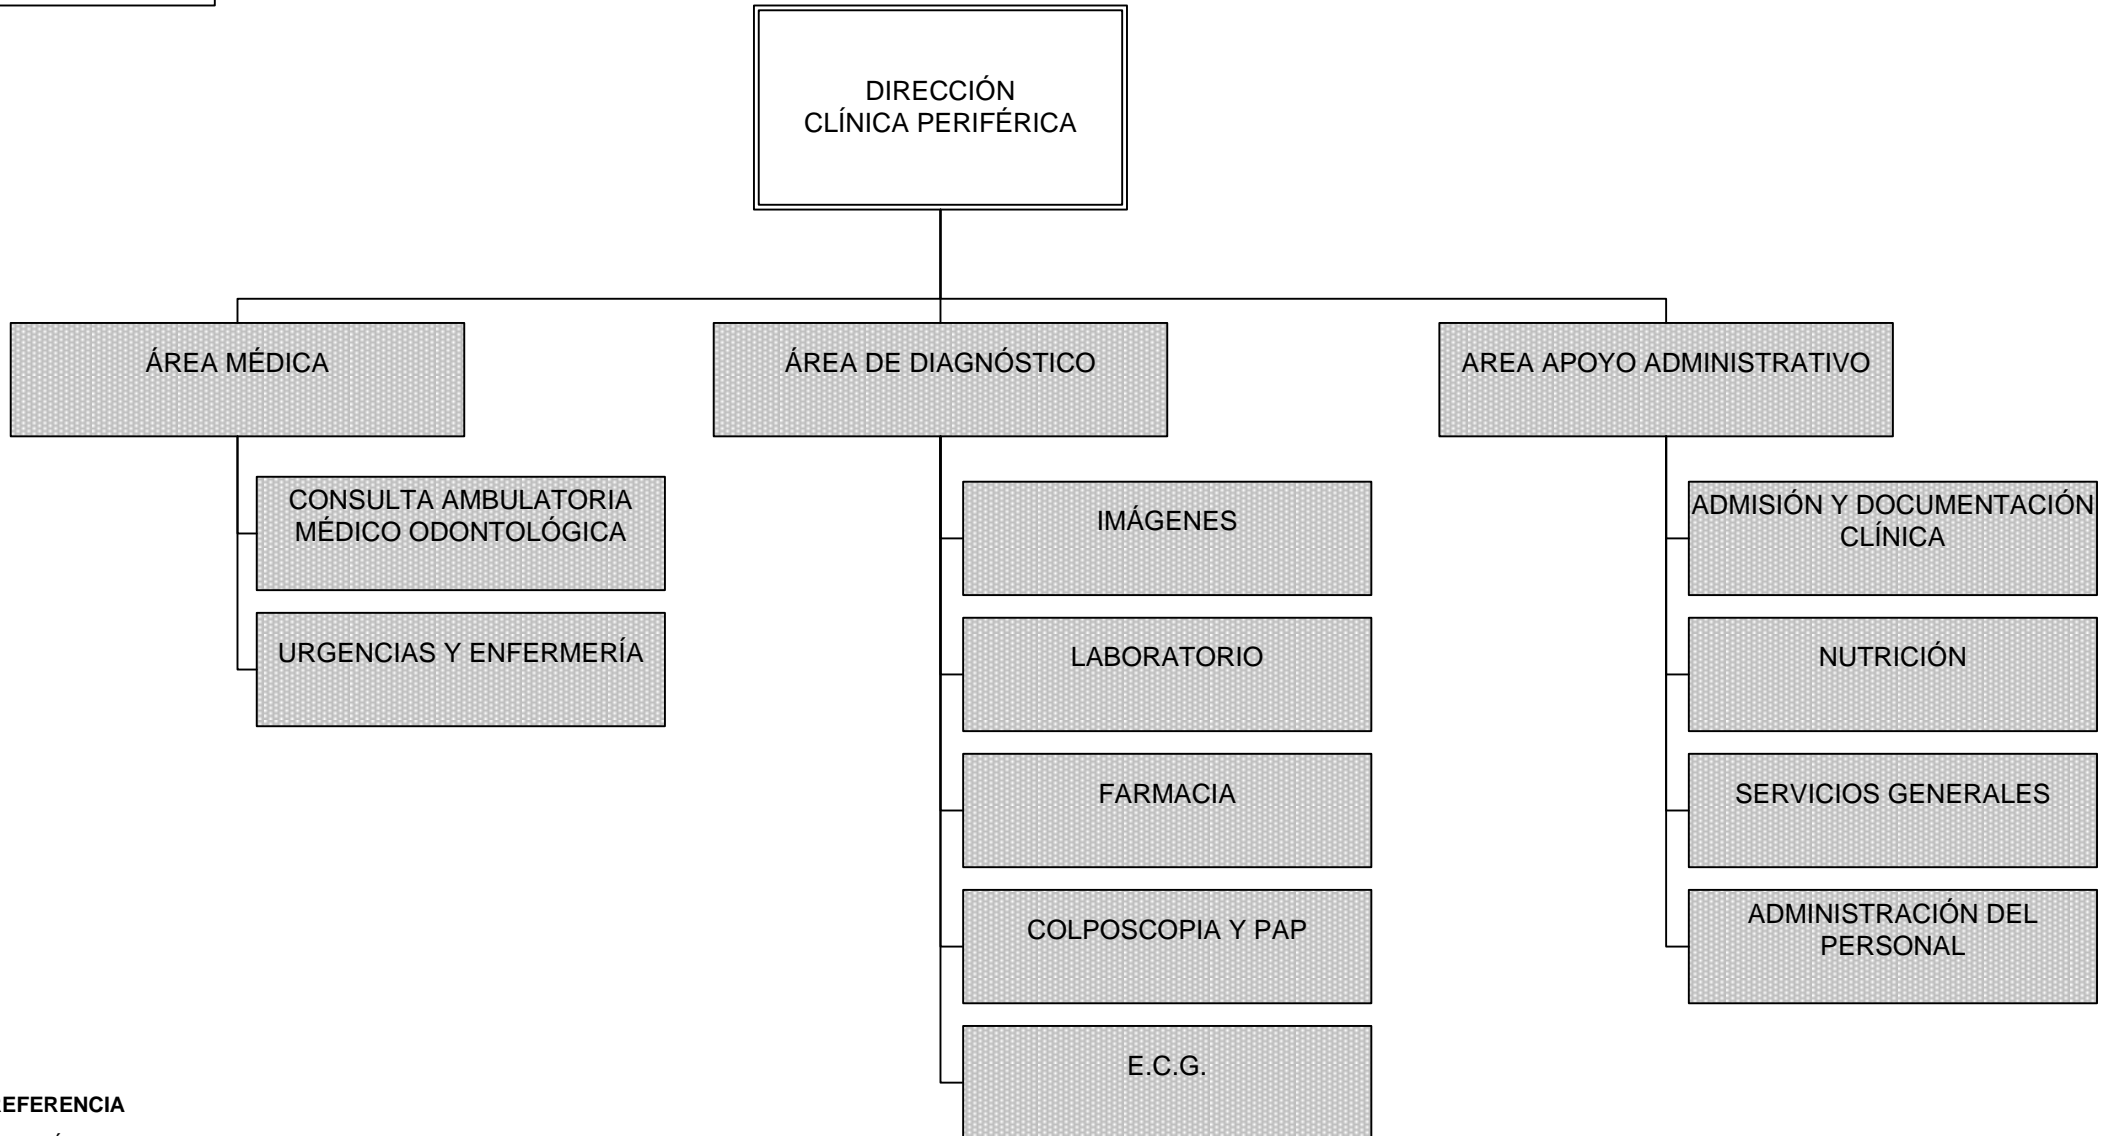 DIRECCIÓN
CLÍNICA PERIFÉRICA
ÁREA MÉDICA
ÁREA DE DIAGNÓSTICO
AREA APOYO ADMINISTRATIVO
CONSULTA AMBULATORIA
MÉDICO ODONTOLÓGICA
URGENCIAS Y ENFERMERÍA
IMÁGENES
LABORATORIO
FARMACIA
COLPOSCOPIA Y PAP
E.C.G.
ADMISIÓN Y DOCUMENTACIÓN
CLÍNICA
NUTRICIÓN
SERVICIOS GENERALES
ADMINISTRACIÓN DEL
PERSONAL
EFERENCIA